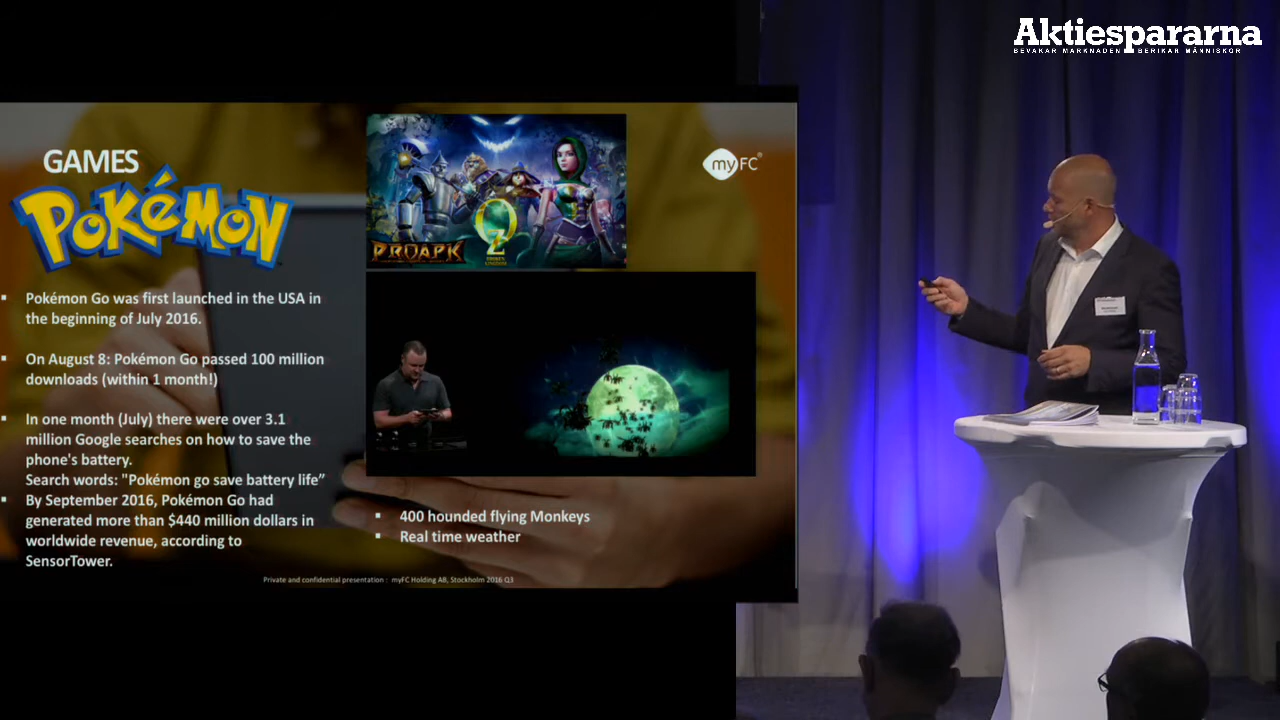 Aktiespararna
BEVAKAR MARKNADEN BERIKAR MÄNNISKOR
GAMES
POKéMON
PROAPK
OZ
BROKEN
KINGDOM
myFC®
▪ Pokémon Go was first launched in the USA in
the beginning of July 2016.
▪ On August 8: Pokémon Go passed 100 million
downloads (within 1 month!)
▪ In one month (July) there were over 3.1
million Google searches on how to save the
phone's battery.
Search words: "Pokémon go save battery life”
▪ By September 2016, Pokémon Go had
generated more than $440 million dollars in
worldwide revenue, according to
SensorTower.
▪ 400 hounded flying Monkeys
▪ Real time weather
Private and confidential presentation : myFC Holding AB, Stockholm 2016 Q3